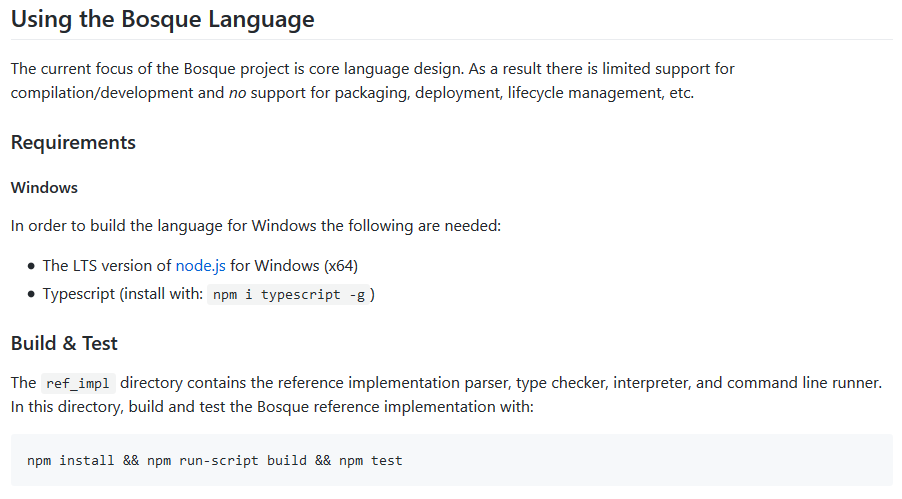 Using the Bosque Language
The current focus of the Bosque project is core language design. As a result there is limited support for
compilation/development and no support for packaging, deployment, lifecycle management, etc.
Requirements
Windows
In order to build the language for Windows the following are needed:
• The LTS version of node.js for Windows (x64)
• Typescript (install with: npm i typescript -g )
Build & Test
The ref_impl directory contains the reference implementation parser, type checker, interpreter, and command line runner.
In this directory, build and test the Bosque reference implementation with:
npm install && npm run-script build && npm test